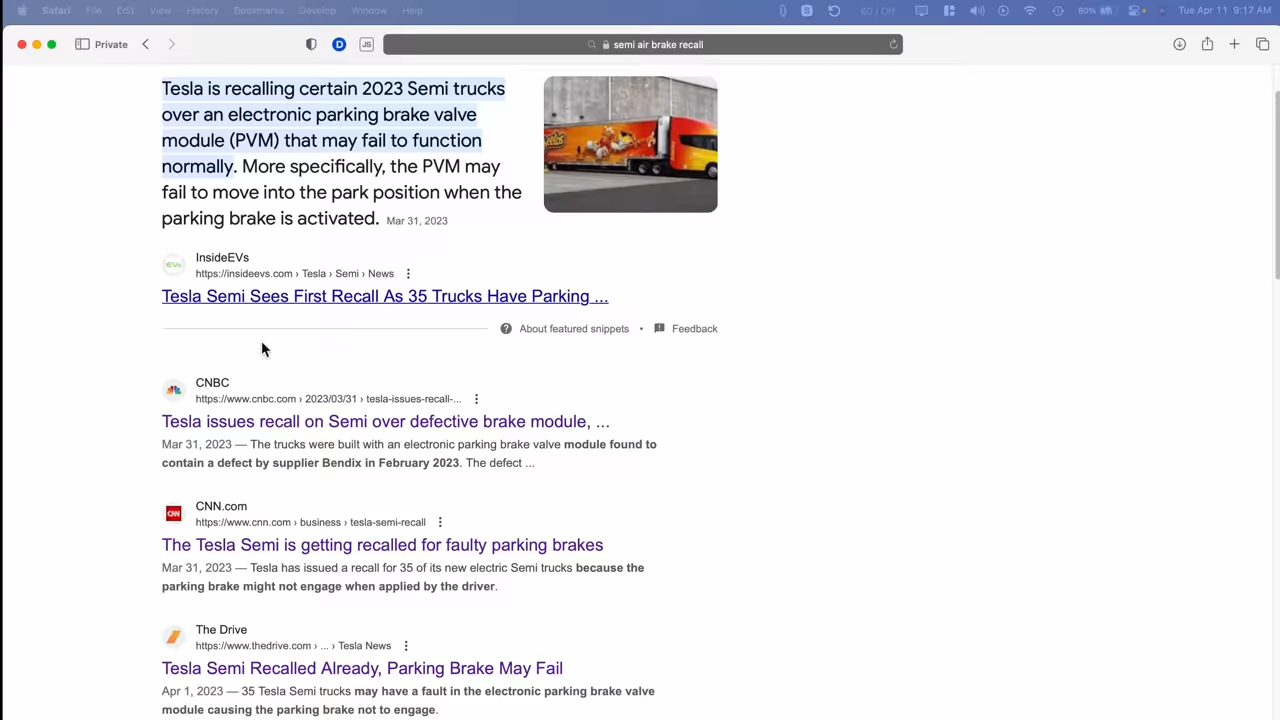 Safari File Edit View History Bookmarks Develop Window Help
60 / Off 80% Tue Apr 11 9:17 AM
Private D JS semi air brake recall
Tesla is recalling certain 2023 Semi trucks
over an electronic parking brake valve
module (PVM) that may fail to function
normally. More specifically, the PVM may
fail to move into the park position when the
parking brake is activated. Mar 31, 2023
Cheetos
EVs InsideEVs
https://insideevs.com › Tesla › Semi › News
Tesla Semi Sees First Recall As 35 Trucks Have Parking ...
About featured snippets • Feedback
CNBC
https://www.cnbc.com › 2023/03/31 › tesla-issues-recall-...
Tesla issues recall on Semi over defective brake module, ...
Mar 31, 2023 — The trucks were built with an electronic parking brake valve module found to
contain a defect by supplier Bendix in February 2023. The defect ...
CNN CNN.com
https://www.cnn.com › business › tesla-semi-recall
The Tesla Semi is getting recalled for faulty parking brakes
Mar 31, 2023 — Tesla has issued a recall for 35 of its new electric Semi trucks because the
parking brake might not engage when applied by the driver.
The Drive
https://www.thedrive.com › ... › Tesla News
Tesla Semi Recalled Already, Parking Brake May Fail
Apr 1, 2023 — 35 Tesla Semi trucks may have a fault in the electronic parking brake valve
module causing the parking brake not to engage.